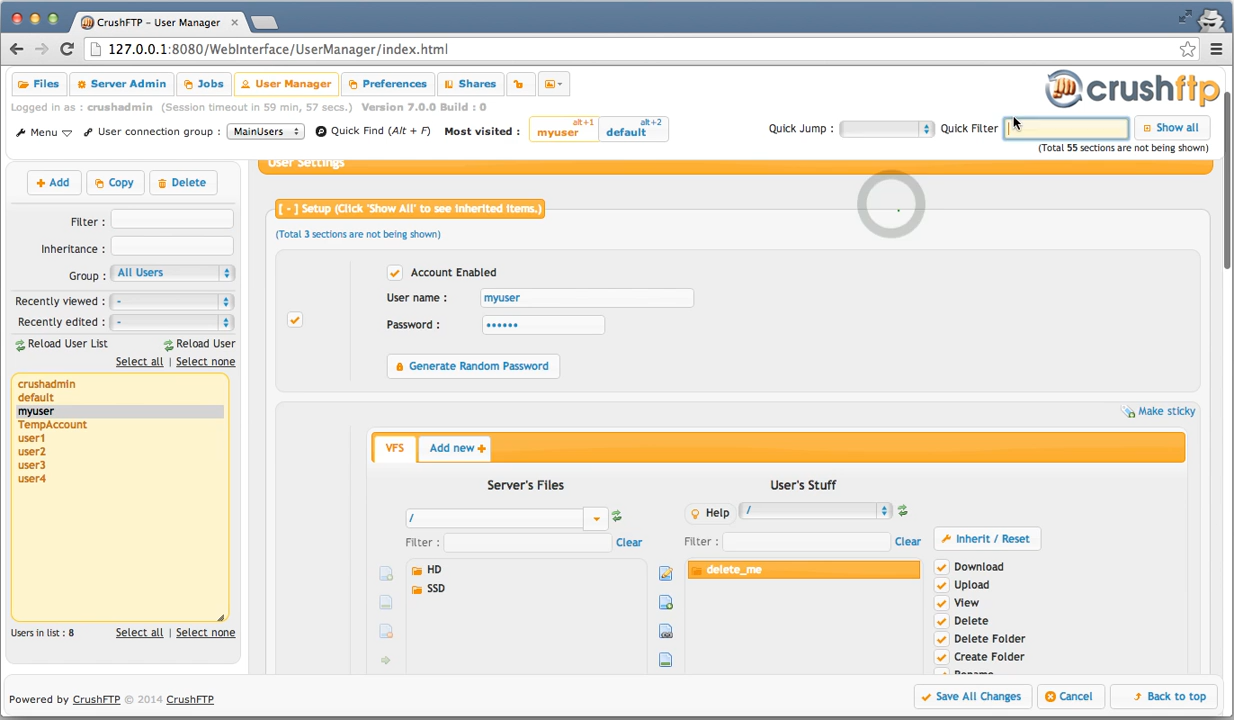 CrushFTP – User Manager
127.0.0.1:8080/WebInterface/UserManager/index.html
Files Server Admin Jobs User Manager Preferences Shares
crushftp
Logged in as : crushadmin (Session timeout in 59 min, 57 secs.) Version 7.0.0 Build : 0
Menu User connection group : MainUsers Quick Find (Alt + F) Most visited : myuser alt+1 default alt+2 Quick Jump : Quick Filter Show all
(Total 55 sections are not being shown)
User Settings
Add Copy Delete
Filter :
Inheritance :
Group : All Users
Recently viewed : -
Recently edited : -
Reload User List Reload User
Select all | Select none
crushadmin
default
myuser
TempAccount
user1
user2
user3
user4
Users in list : 8 Select all | Select none
[ - ] Setup (Click 'Show All' to see inherited items.)
(Total 3 sections are not being shown)
Account Enabled
User name : myuser
Password : ••••••
Generate Random Password
Make sticky
VFS Add new
Server's Files User's Stuff
/ Help /
Filter : Clear Filter : Clear Inherit / Reset
HD
SSD
delete_me
Download
Upload
View
Delete
Delete Folder
Create Folder
Rename
Powered by CrushFTP © 2014 CrushFTP Save All Changes Cancel Back to top